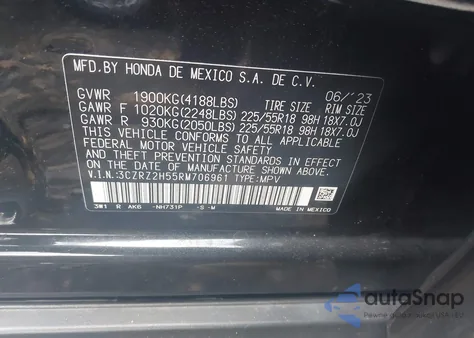 MFD.BY HONDA DE MEXICO S.A. DE C.V.
06/'23
GVWR 1900KG(4188LBS) TIRE SIZE RIM SIZE
GAWR F 1020KG(2248LBS) 225/55R18 98H 18X7.0J
GAWR R 930KG(2050LBS) 225/55R18 98H 18X7.0J
THIS VEHICLE CONFORMS TO ALL APPLICABLE
FEDERAL MOTOR VEHICLE SAFETY
AND THEFT PREVENTION STANDARDS IN EFFECT
ON THE DATE OF MANUFACTURE SHOWN ABOVE.
V.I.N.:3CZRZ2H55RM706961 TYPE:MPV
3W1 R AK6 NH731P -S-M
MADE IN MEXICO
autoSnap